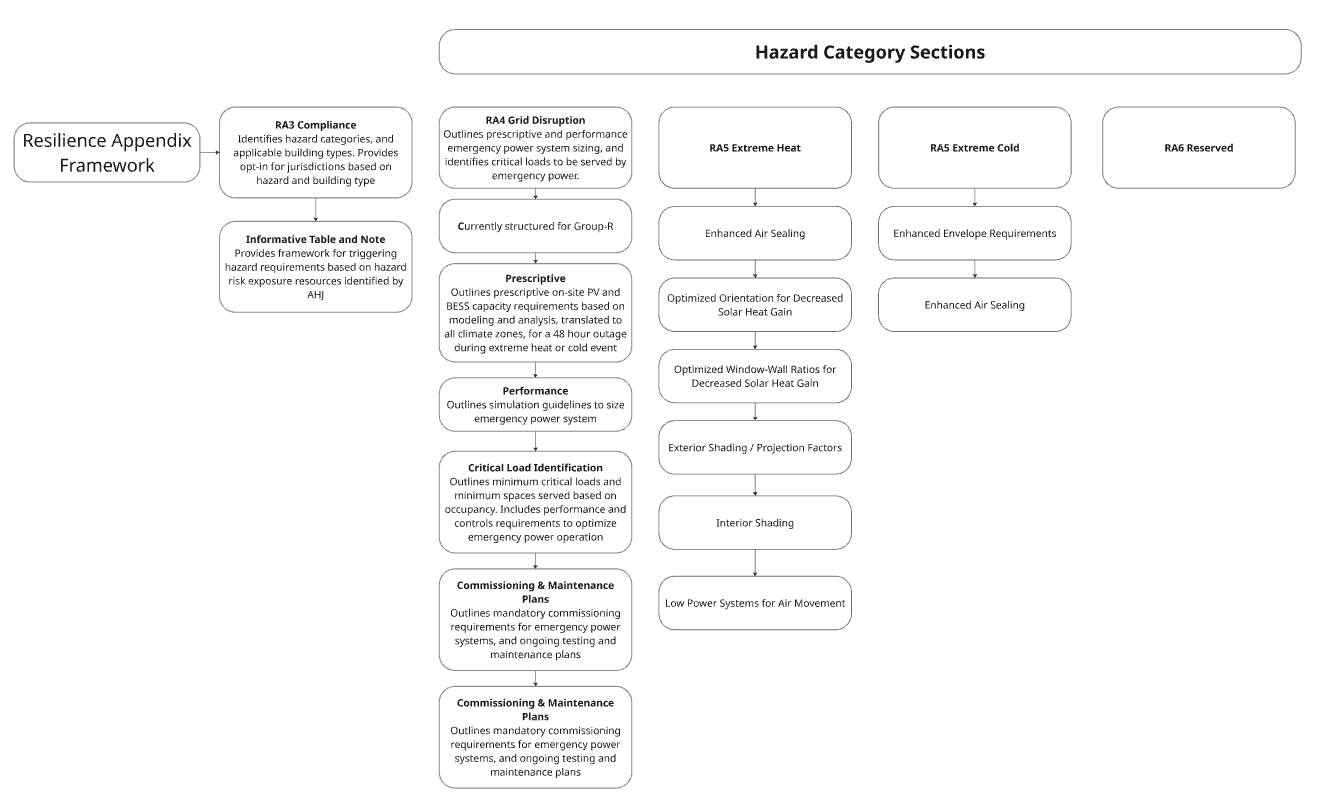 Hazard Category Sections
Resilience Appendix
Framework
RA3 Compliance
Identifies hazard categories, and
applicable building types. Provides
opt-in for jurisdictions based on
hazard and building type
Informative Table and Note
Provides framework for triggering
hazard requirements based on hazard
risk exposure resources identified by
AHJ
RA4 Grid Disruption
Outlines prescriptive and performance
emergency power system sizing, and
identifies critical loads to be served by
emergency power.
Currently structured for Group-R
Prescriptive
Outlines prescriptive on-site PV and
BESS capacity requirements based on
modeling and analysis, translated to
all climate zones, for a 48 hour outage
during extreme heat or cold event
Performance
Outlines simulation guidelines to size
emergency power system
Critical Load Identification
Outlines minimum critical loads and
minimum spaces served based on
occupancy. Includes performance and
controls requirements to optimize
emergency power operation
Commissioning & Maintenance
Plans
Outlines mandatory commissioning
requirements for emergency power
systems, and ongoing testing and
maintenance plans
Commissioning & Maintenance
Plans
Outlines mandatory commissioning
requirements for emergency power
systems, and ongoing testing and
maintenance plans
RA5 Extreme Heat
Enhanced Air Sealing
Optimized Orientation for Decreased
Solar Heat Gain
Optimized Window-Wall Ratios for
Decreased Solar Heat Gain
Exterior Shading / Projection Factors
Interior Shading
Low Power Systems for Air Movement
RA5 Extreme Cold
Enhanced Envelope Requirements
Enhanced Air Sealing
RA6 Reserved